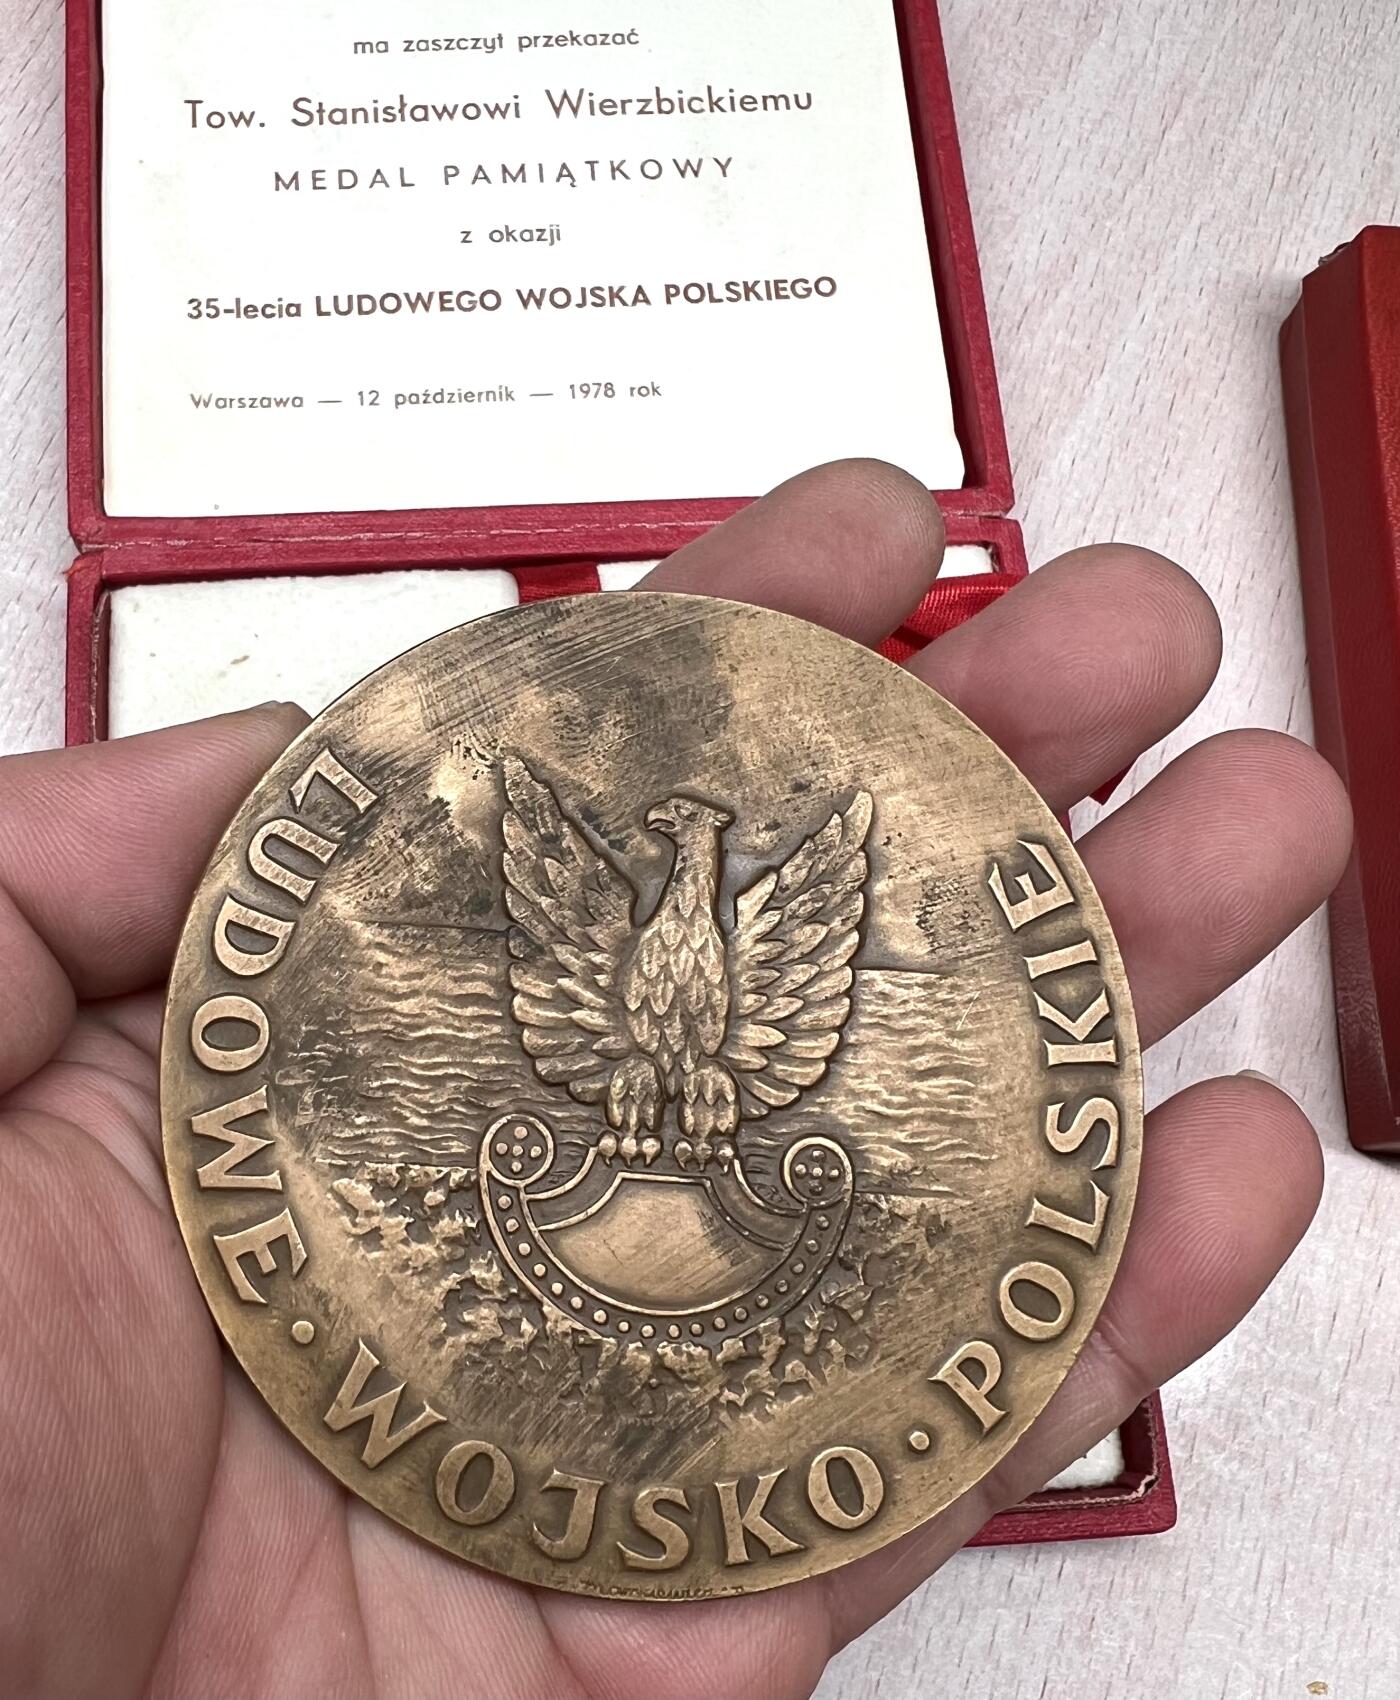 ma zaszczyt przekazać
Tow. Stanisławowi Wierzbickiemu
MEDAL PAMIĄTKOWY
z okazji
35-lecia LUDOWEGO WOJSKA POLSKIEGO
Warszawa — 12 październik — 1978 rok
LUDOWE · WOJSKO · POLSKIE